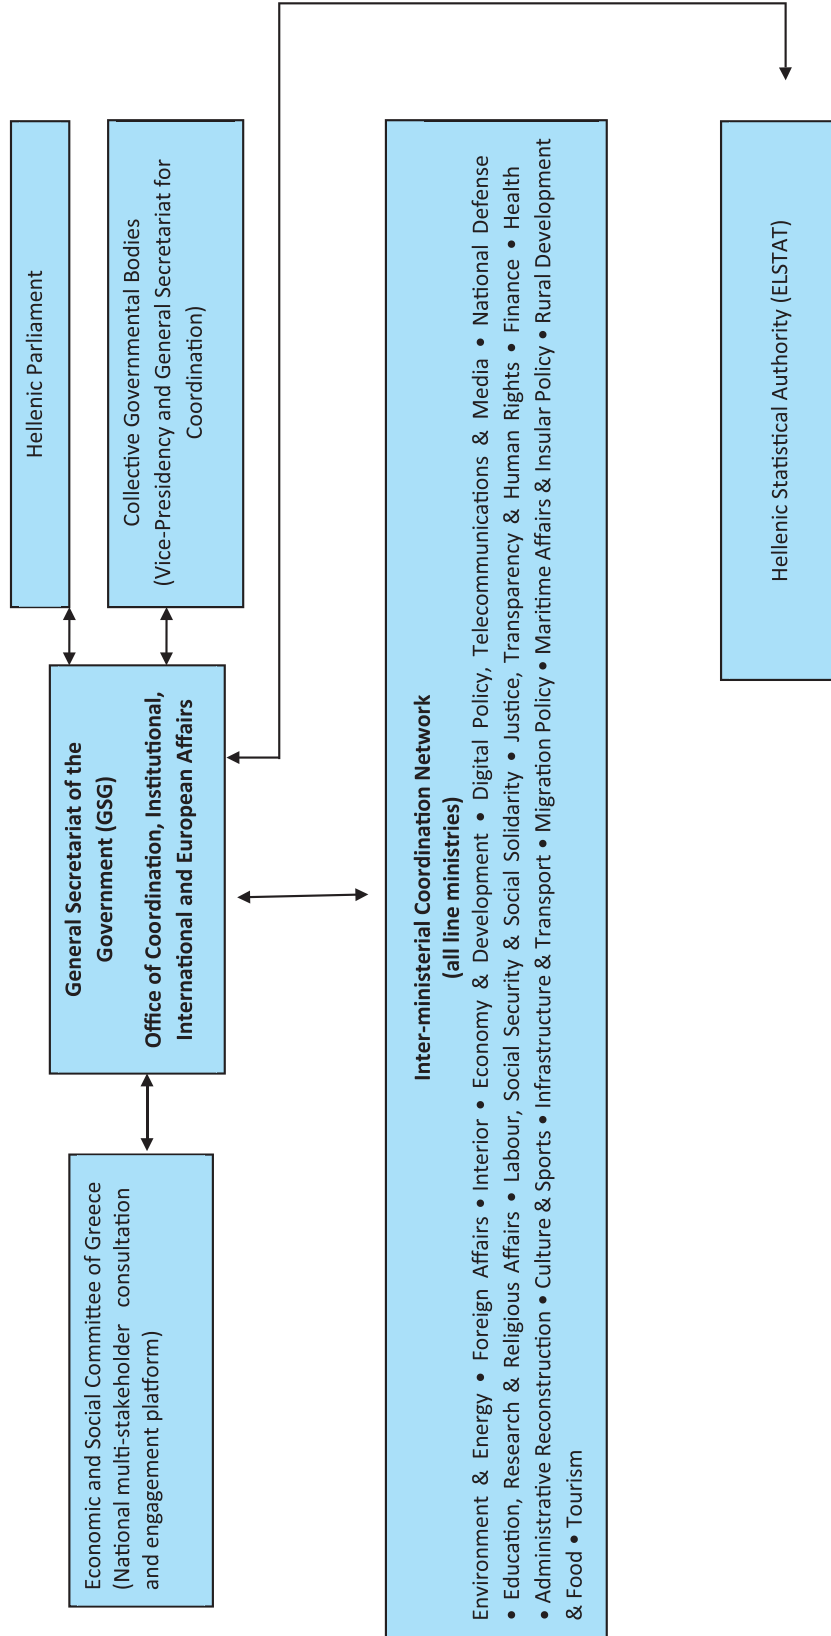 Hellenic Parliament
Collective Governmental Bodies
(Vice-Presidency and General Secretariat for
Coordination)
General Secretariat of the
Government (GSG)
Office of Coordination, Institutional,
International and European Affairs
Economic and Social Committee of Greece
(National multi-stakeholder consultation
and engagement platform)
Inter-ministerial Coordination Network
(all line ministries)
Environment & Energy • Foreign Affairs • Interior • Economy & Development • Digital Policy, Telecommunications & Media • National Defense
• Education, Research & Religious Affairs • Labour, Social Security & Social Solidarity • Justice, Transparency & Human Rights • Finance • Health
• Administrative Reconstruction • Culture & Sports • Infrastructure & Transport • Migration Policy • Maritime Affairs & Insular Policy • Rural Development
& Food • Tourism
Hellenic Statistical Authority (ELSTAT)